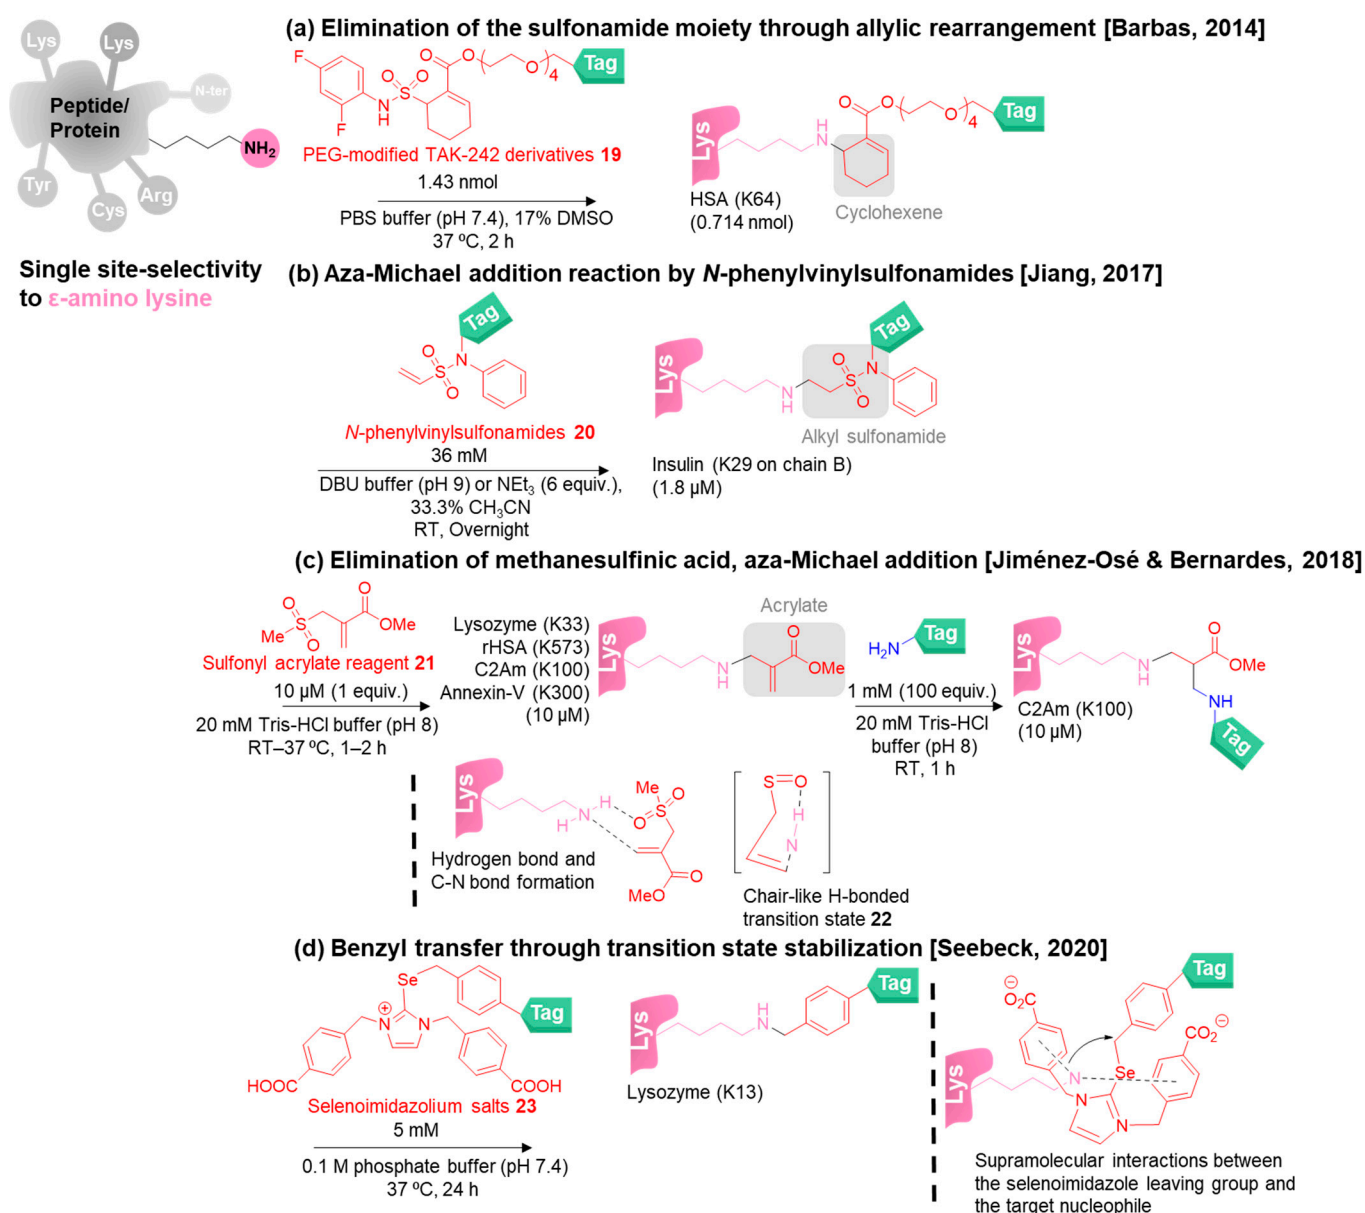 (a) Elimination of the sulfonamide moiety through allylic rearrangement [Barbas, 2014]
Lys
Lys
N-ter
Peptide/
Protein
NH2
Tyr
Cys
Arg
Single site-selectivity
to ε-amino lysine
F
F
O
O
S
NH
O
O
O
4
Tag
PEG-modified TAK-242 derivatives 19
1.43 nmol
PBS buffer (pH 7.4), 17% DMSO
37 ºC, 2 h
Lys
H
N
O
O
O
4
Tag
HSA (K64)
(0.714 nmol)
Cyclohexene
(b) Aza-Michael addition reaction by N-phenylvinylsulfonamides [Jiang, 2017]
Tag
O
S
N
O
N-phenylvinylsulfonamides 20
36 mM
DBU buffer (pH 9) or NEt3 (6 equiv.),
33.3% CH3CN
RT, Overnight
Lys
N
H
O
S
N
O
Tag
Alkyl sulfonamide
Insulin (K29 on chain B)
(1.8 µM)
(c) Elimination of methanesulfinic acid, aza-Michael addition [Jiménez-Osé & Bernardes, 2018]
O
S
Me
O
O
OMe
Sulfonyl acrylate reagent 21
10 µM (1 equiv.)
20 mM Tris-HCl buffer (pH 8)
RT–37 ºC, 1–2 h
Lysozyme (K33)
rHSA (K573)
C2Am (K100)
Annexin-V (K300)
(10 µM)
Lys
N
H
Acrylate
O
OMe
H2N
Tag
1 mM (100 equiv.)
20 mM Tris-HCl
buffer (pH 8)
RT, 1 h
Lys
N
H
O
OMe
NH
Tag
C2Am (K100)
(10 µM)
Lys
H
N
H
Me
S
O
O
O
MeO
Hydrogen bond and
C-N bond formation
S=O
H
N
Chair-like H-bonded
transition state 22
(d) Benzyl transfer through transition state stabilization [Seebeck, 2020]
Se
Tag
N
N
HOOC
COOH
Selenoimidazolium salts 23
5 mM
0.1 M phosphate buffer (pH 7.4)
37 ºC, 24 h
Lys
H
N
Tag
Lysozyme (K13)
Lys
N
O2C
Tag
CO2
Se
N
N
Supramolecular interactions between
the selenoimidazole leaving group and
the target nucleophile